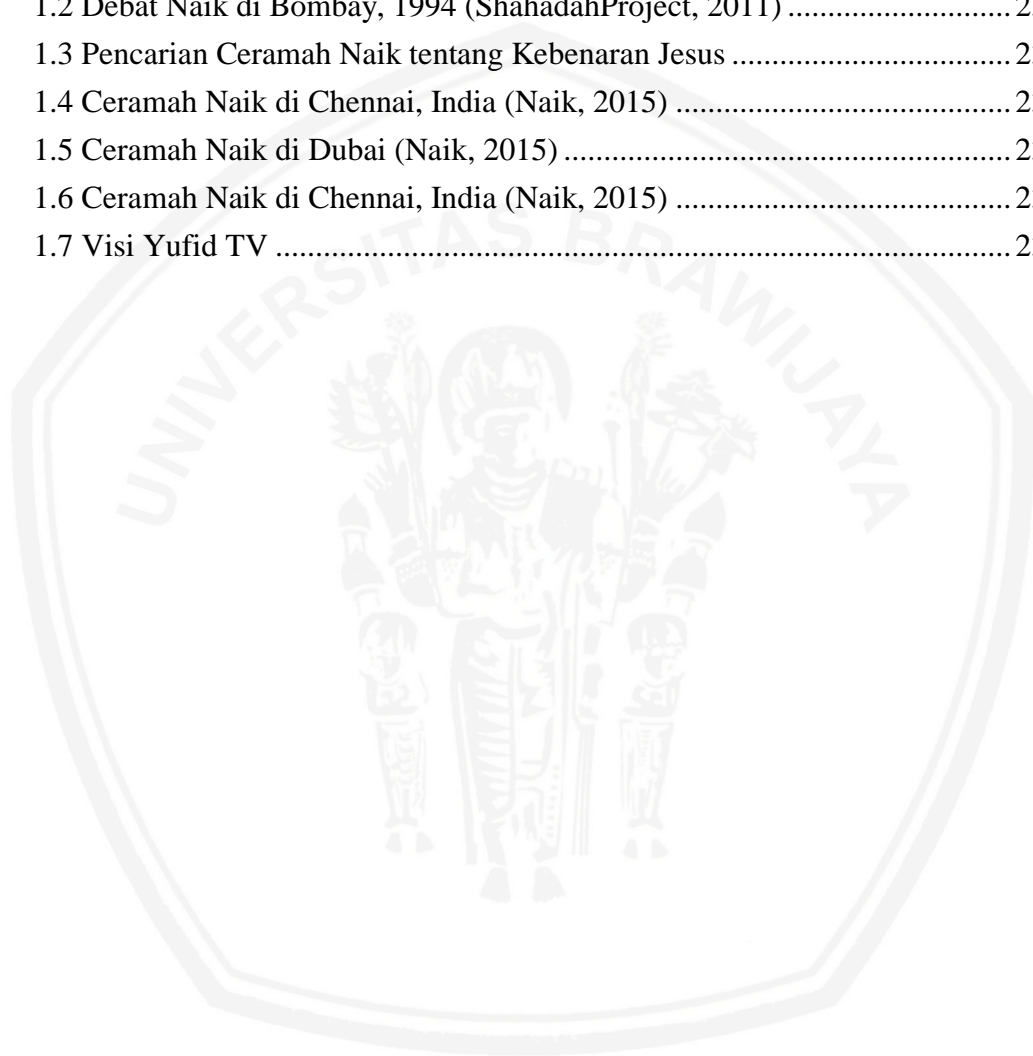 1.2 Debat Naik di Bombay, 1994 (ShahadahProject, 2011) ................................ 2
1.3 Pencarian Ceramah Naik tentang Kebenaran Jesus ........................................ 2
1.4 Ceramah Naik di Chennai, India (Naik, 2015) ................................................ 2
1.5 Ceramah Naik di Dubai (Naik, 2015) ............................................................... 2
1.6 Ceramah Naik di Chennai, India (Naik, 2015) ................................................ 2
1.7 Visi Yufid TV .................................................................................................... 2
UNIVERSITAS BRAWIJAYA